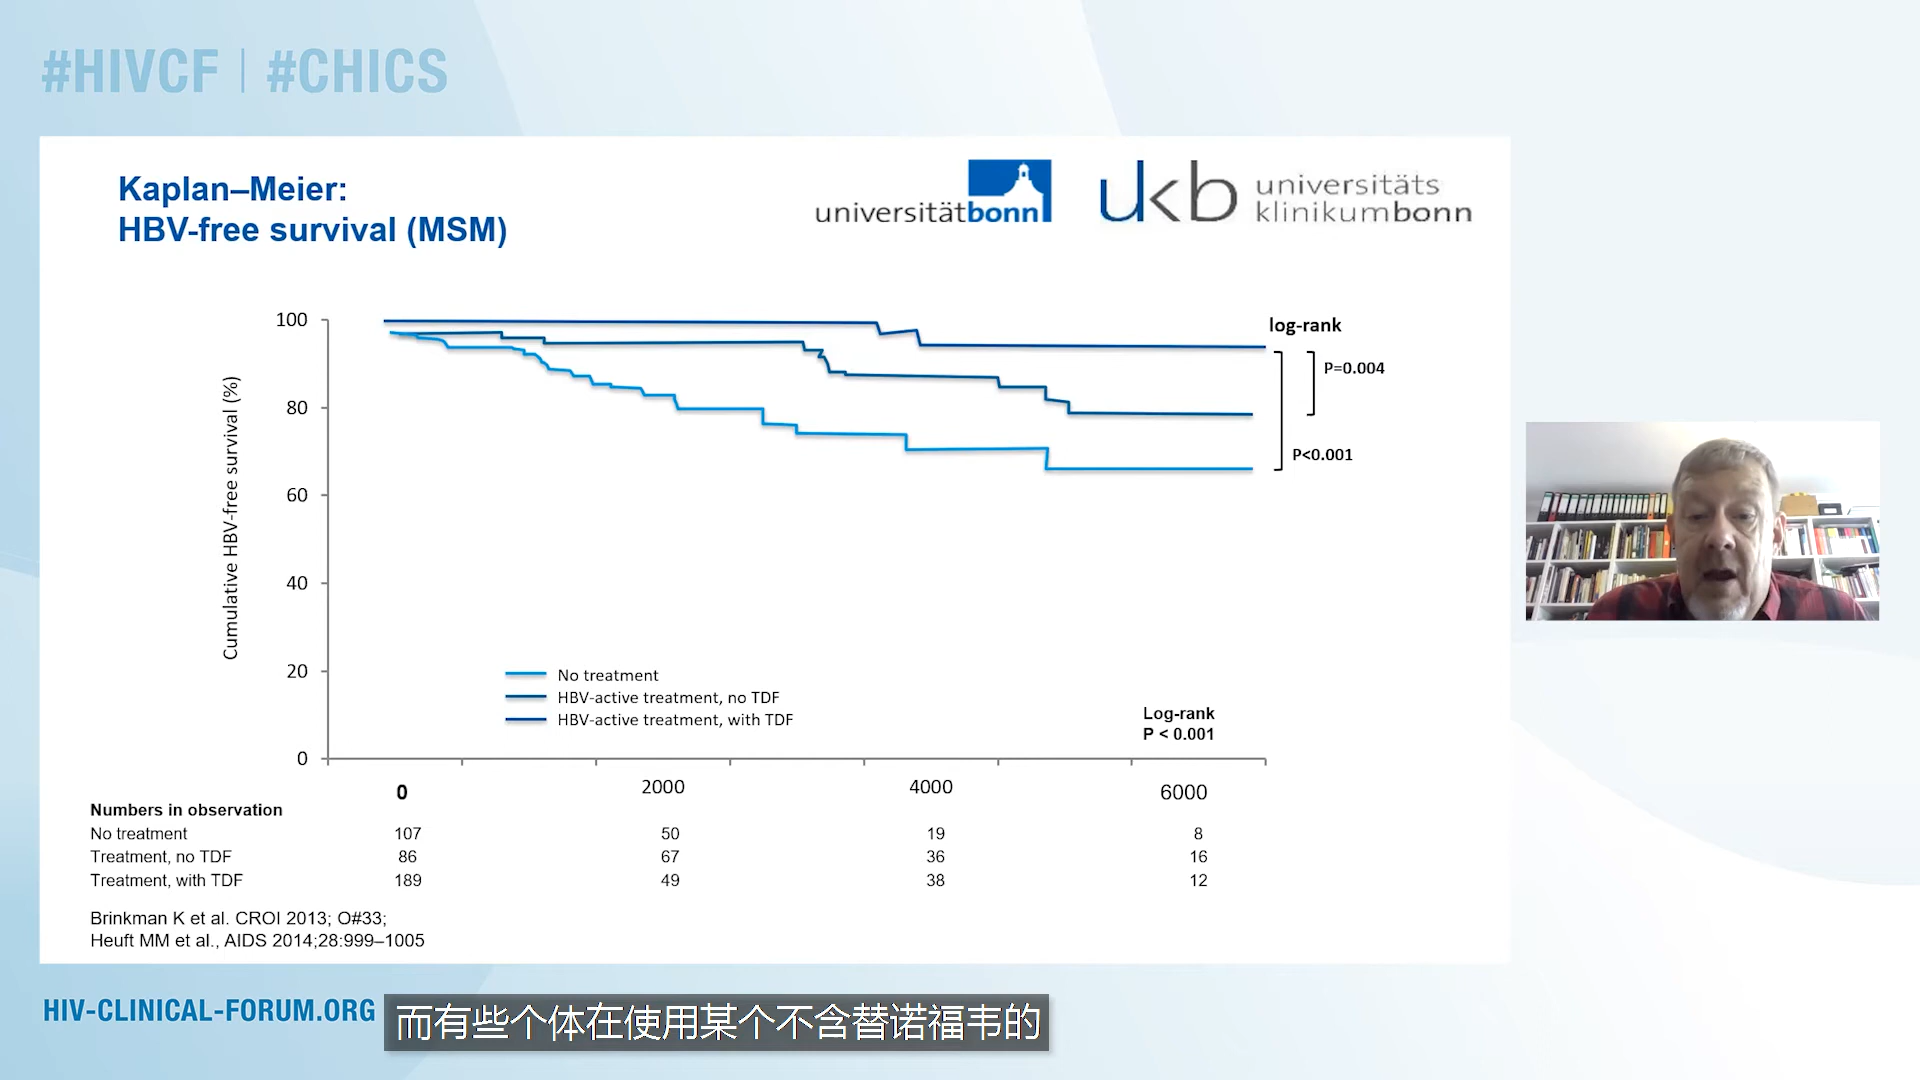 #HIVCF | #CHICS
Kaplan–Meier:
HBV-free survival (MSM)
universitätbonn
ukb universitäts
klinikumbonn
Cumulative HBV-free survival (%)
100
80
60
40
20
0
log-rank
P=0.004
P<0.001
No treatment
HBV-active treatment, no TDF
HBV-active treatment, with TDF
Log-rank
P < 0.001
0 2000 4000 6000
Numbers in observation
No treatment 107 50 19 8
Treatment, no TDF 86 67 36 16
Treatment, with TDF 189 49 38 12
Brinkman K et al. CROI 2013; O#33;
Heuft MM et al., AIDS 2014;28:999–1005
HIV-CLINICAL-FORUM.ORG
而有些个体在使用某个不含替诺福韦的